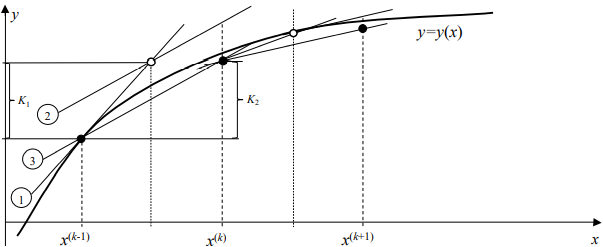 y
y=y(x)
K₁
K₂
2
3
1
x⁽ᵏ⁻¹⁾
x⁽ᵏ⁾
x⁽ᵏ⁺¹⁾
x